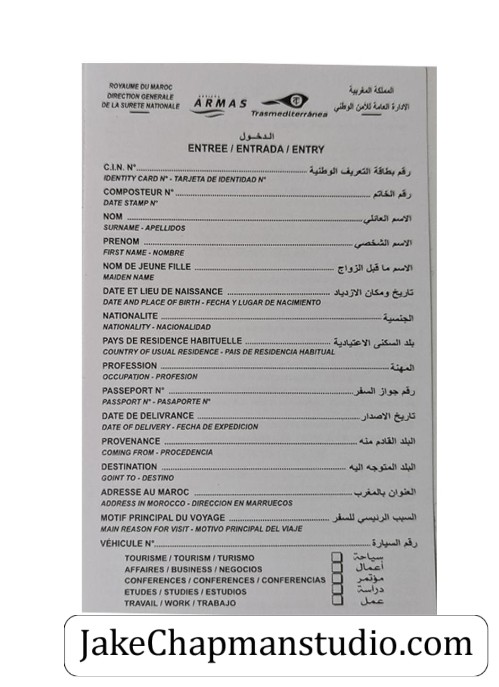 ROYAUME DU MAROC
DIRECTION GENERALE
DE LA SURETE NATIONALE
ARMAS
Trasmediterránea
المملكة المغربية
الادارة العامة للأمن الوطني
الدخول
ENTREE / ENTRADA / ENTRY
C.I.N. N° رقم بطاقة التعريف الوطنية
IDENTITY CARD N° - TARJETA DE IDENTIDAD N°
COMPOSTEUR N° رقم الخاتم
DATE STAMP N°
NOM الاسم العائلي
SURNAME - APELLIDOS
PRENOM الاسم الشخصي
FIRST NAME - NOMBRE
NOM DE JEUNE FILLE الاسم ما قبل الزواج
MAIDEN NAME
DATE ET LIEU DE NAISSANCE تاريخ ومكان الازدياد
DATE AND PLACE OF BIRTH - FECHA Y LUGAR DE NACIMIENTO
NATIONALITE الجنسية
NATIONALITY - NACIONALIDAD
PAYS DE RESIDENCE HABITUELLE بلد السكنى الاعتيادية
COUNTRY OF USUAL RESIDENCE - PAIS DE RESIDENCIA HABITUAL
PROFESSION المهنة
OCCUPATION - PROFESION
PASSEPORT N° رقم جواز السفر
PASSPORT N° - PASAPORTE N°
DATE DE DELIVRANCE تاريخ الاصدار
DATE OF DELIVERY - FECHA DE EXPEDICION
PROVENANCE البلد القادم منه
COMING FROM - PROCEDENCIA
DESTINATION البلد المتوجه اليه
GOINT TO - DESTINO
ADRESSE AU MAROC العنوان بالمغرب
ADDRESS IN MOROCCO - DIRECCION EN MARRUECOS
MOTIF PRINCIPAL DU VOYAGE السبب الرئيسي للسفر
MAIN REASON FOR VISIT - MOTIVO PRINCIPAL DEL VIAJE
VÉHICULE N° رقم السيارة
TOURISME / TOURISM / TURISMO سياحة
AFFAIRES / BUSINESS / NEGOCIOS أعمال
CONFERENCES / CONFERENCES / CONFERENCIAS مؤتمر
ETUDES / STUDIES / ESTUDIOS دراسة
TRAVAIL / WORK / TRABAJO عمل
JakeChapmanstudio.com